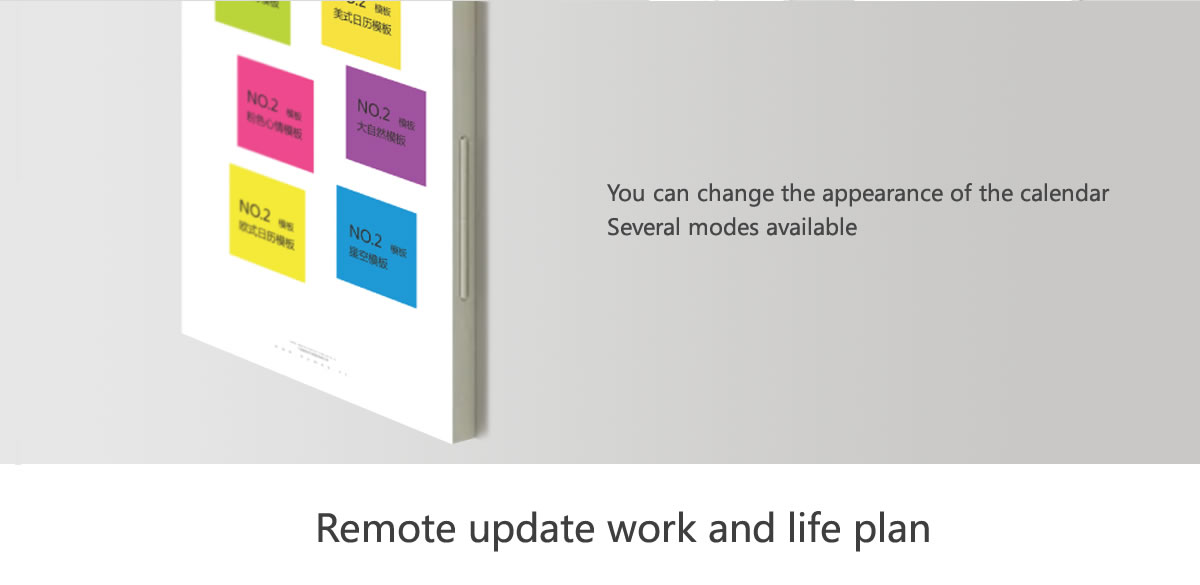 模板
美式日历模板
NO.2 模板
粉色心情模板
NO.2 模板
大自然模板
NO.2 模板
欧式日历模板
NO.2 模板
星空模板
You can change the appearance of the calendar
Several modes available
Remote update work and life plan